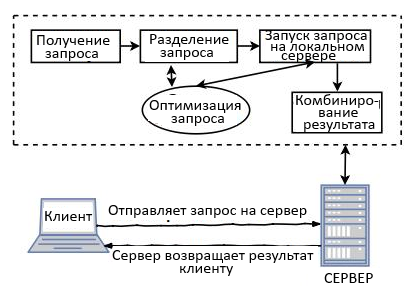 Получение
запроса
Разделение
запроса
Запуск запроса
на локальном
сервере
Оптимизация
запроса
Комбиниро-
вание
результата
Клиент
Отправляет запрос на сервер
Сервер возвращает результат
клиенту
СЕРВЕР